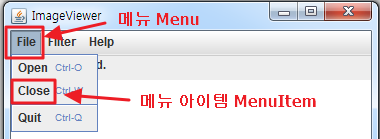 ImageViewer
메뉴 Menu
File Filter Help
Open Ctrl-O
d.
Close
메뉴 아이템 MenuItem
Quit Ctrl-Q